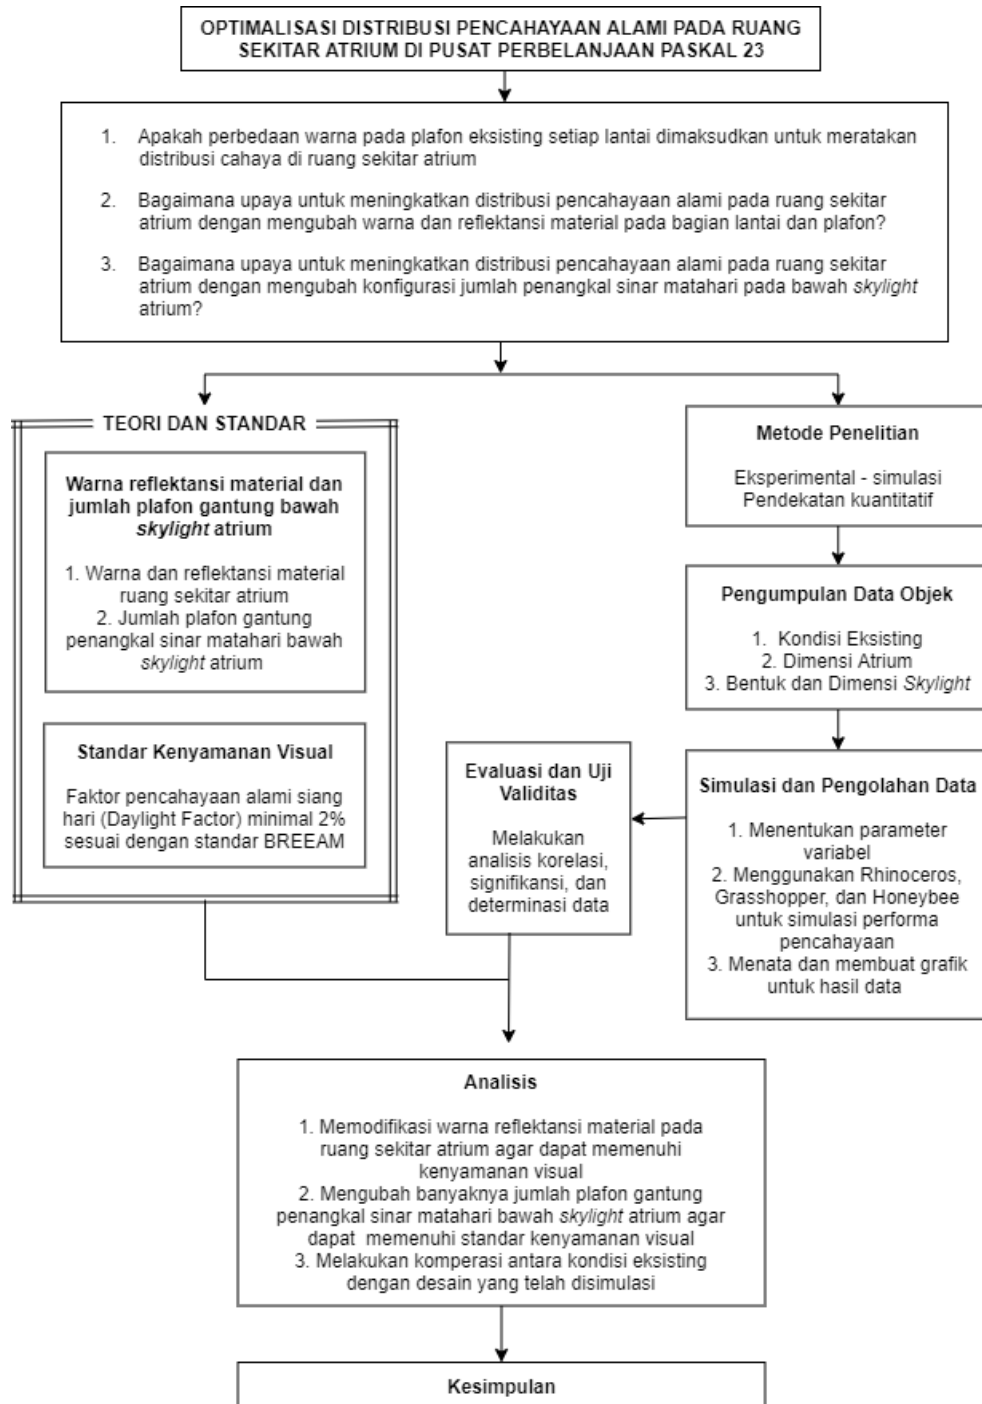 OPTIMALISASI DISTRIBUSI PENCAHAYAAN ALAMI PADA RUANG
SEKITAR ATRIUM DI PUSAT PERBELANJAAN PASKAL 23
1. Apakah perbedaan warna pada plafon eksisting setiap lantai dimaksudkan untuk meratakan
distribusi cahaya di ruang sekitar atrium
2. Bagaimana upaya untuk meningkatkan distribusi pencahayaan alami pada ruang sekitar
atrium dengan mengubah warna dan reflektansi material pada bagian lantai dan plafon?
3. Bagaimana upaya untuk meningkatkan distribusi pencahayaan alami pada ruang sekitar
atrium dengan mengubah konfigurasi jumlah penangkal sinar matahari pada bawah skylight
atrium?
TEORI DAN STANDAR
Warna reflektansi material dan
jumlah plafon gantung bawah
skylight atrium
1. Warna dan reflektansi material
ruang sekitar atrium
2. Jumlah plafon gantung
penangkal sinar matahari bawah
skylight atrium
Standar Kenyamanan Visual
Faktor pencahayaan alami siang
hari (Daylight Factor) minimal 2%
sesuai dengan standar BREEAM
Metode Penelitian
Eksperimental - simulasi
Pendekatan kuantitatif
Pengumpulan Data Objek
1. Kondisi Eksisting
2. Dimensi Atrium
3. Bentuk dan Dimensi Skylight
Simulasi dan Pengolahan Data
1. Menentukan parameter
variabel
2. Menggunakan Rhinoceros,
Grasshopper, dan Honeybee
untuk simulasi performa
pencahayaan
3. Menata dan membuat grafik
untuk hasil data
Evaluasi dan Uji
Validitas
Melakukan
analisis korelasi,
signifikansi, dan
determinasi data
Analisis
1. Memodifikasi warna reflektansi material pada
ruang sekitar atrium agar dapat memenuhi
kenyamanan visual
2. Mengubah banyaknya jumlah plafon gantung
penangkal sinar matahari bawah skylight atrium agar
dapat memenuhi standar kenyamanan visual
3. Melakukan komperasi antara kondisi eksisting
dengan desain yang telah disimulasi
Kesimpulan